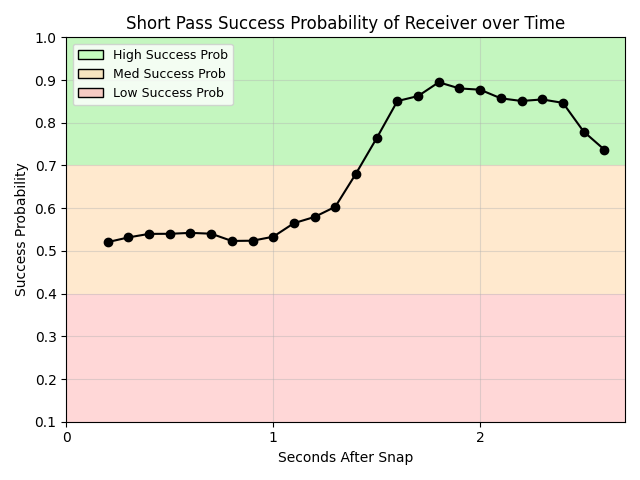 Short Pass Success Probability of Receiver over Time
1.0
0.9
0.8
0.7
0.6
0.5
0.4
0.3
0.2
0.1
Success Probability
High Success Prob
Med Success Prob
Low Success Prob
0 1 2
Seconds After Snap